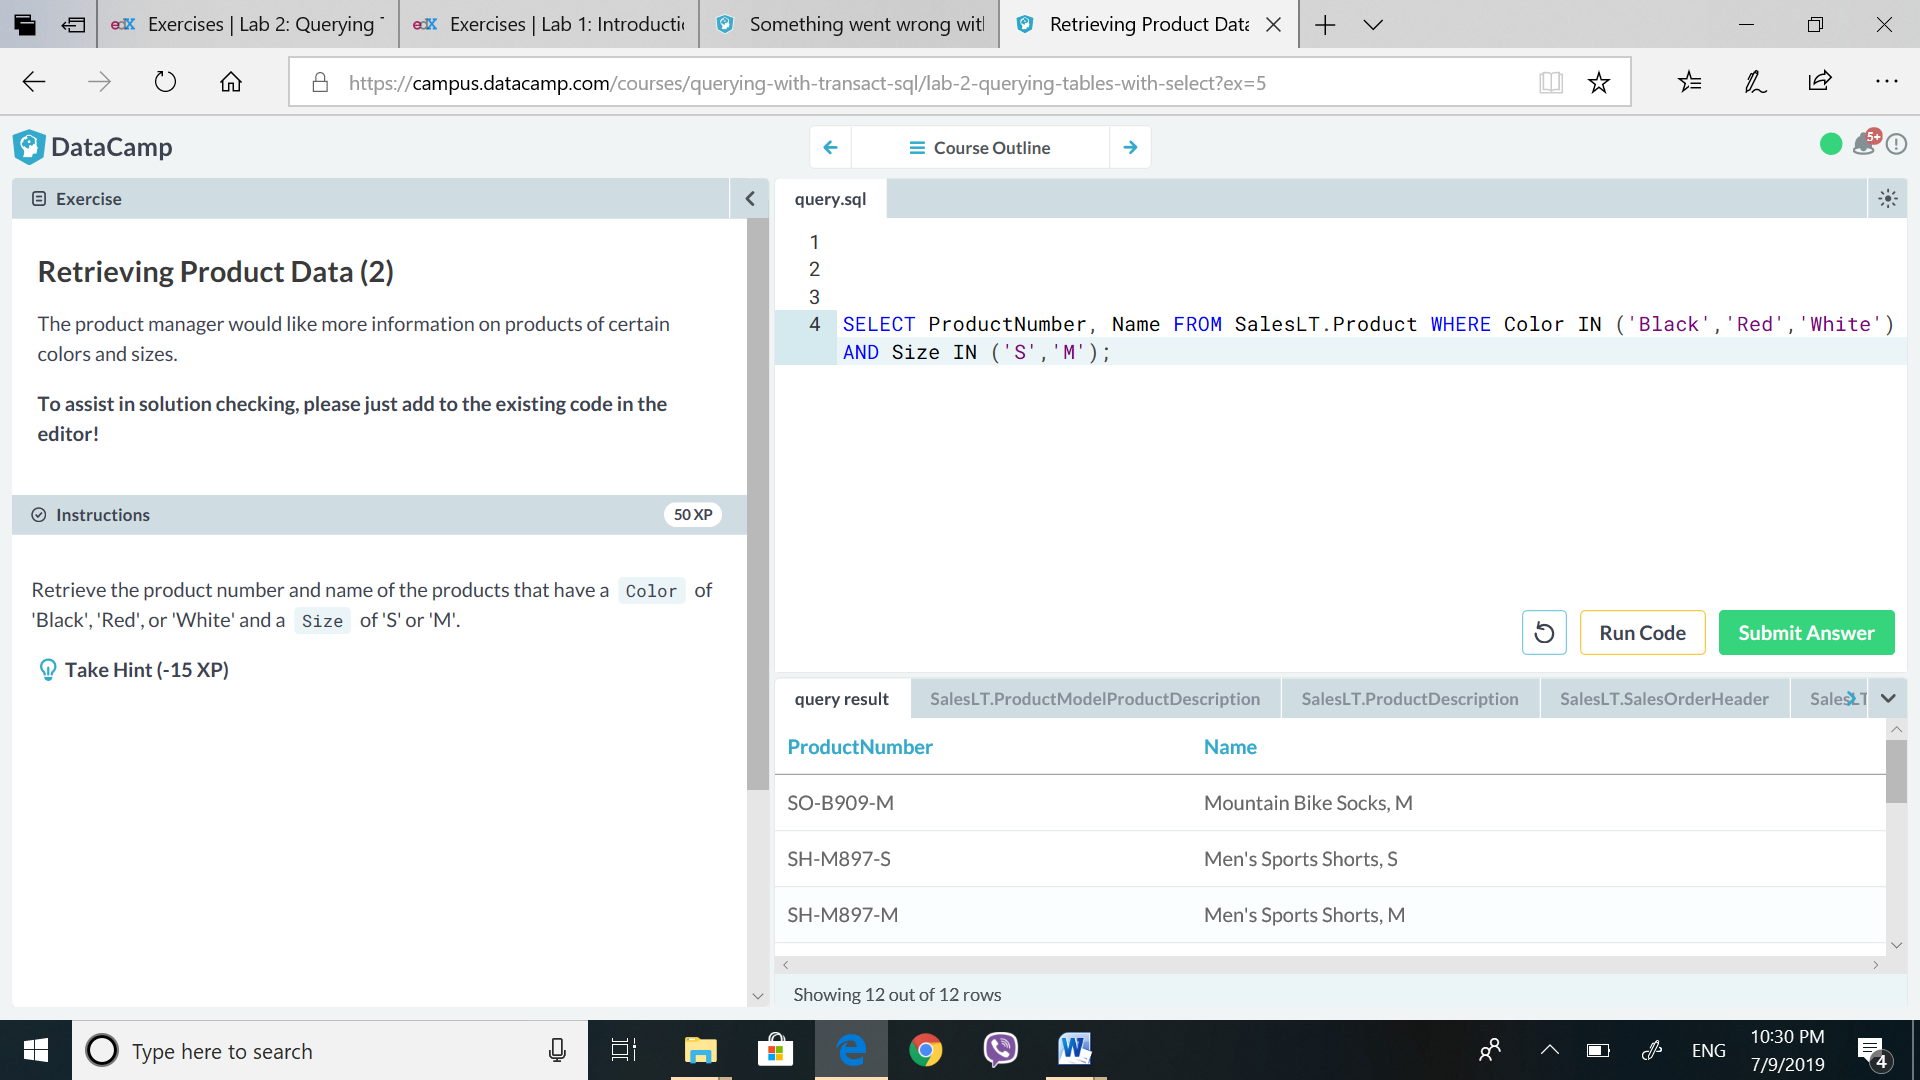 Exercises | Lab 2: Querying
Exercises | Lab 1: Introducti
Something went wrong wit
Retrieving Product Data
https://campus.datacamp.com/courses/querying-with-transact-sql/lab-2-querying-tables-with-select?ex=5
DataCamp
Course Outline
5+
Exercise
query.sql
Retrieving Product Data (2)
The product manager would like more information on products of certain
colors and sizes.
To assist in solution checking, please just add to the existing code in the
editor!
Instructions
50 XP
Retrieve the product number and name of the products that have a Color of
'Black', 'Red', or 'White' and a Size of 'S' or 'M'.
Take Hint (-15 XP)
1
2
3
4 SELECT ProductNumber, Name FROM SalesLT.Product WHERE Color IN ('Black','Red','White')
AND Size IN ('S','M');
Run Code
Submit Answer
query result
SalesLT.ProductModelProductDescription
SalesLT.ProductDescription
SalesLT.SalesOrderHeader
SalesLT
ProductNumber Name
SO-B909-M Mountain Bike Socks, M
SH-M897-S Men's Sports Shorts, S
SH-M897-M Men's Sports Shorts, M
Showing 12 out of 12 rows
Type here to search
ENG
10:30 PM
7/9/2019
4